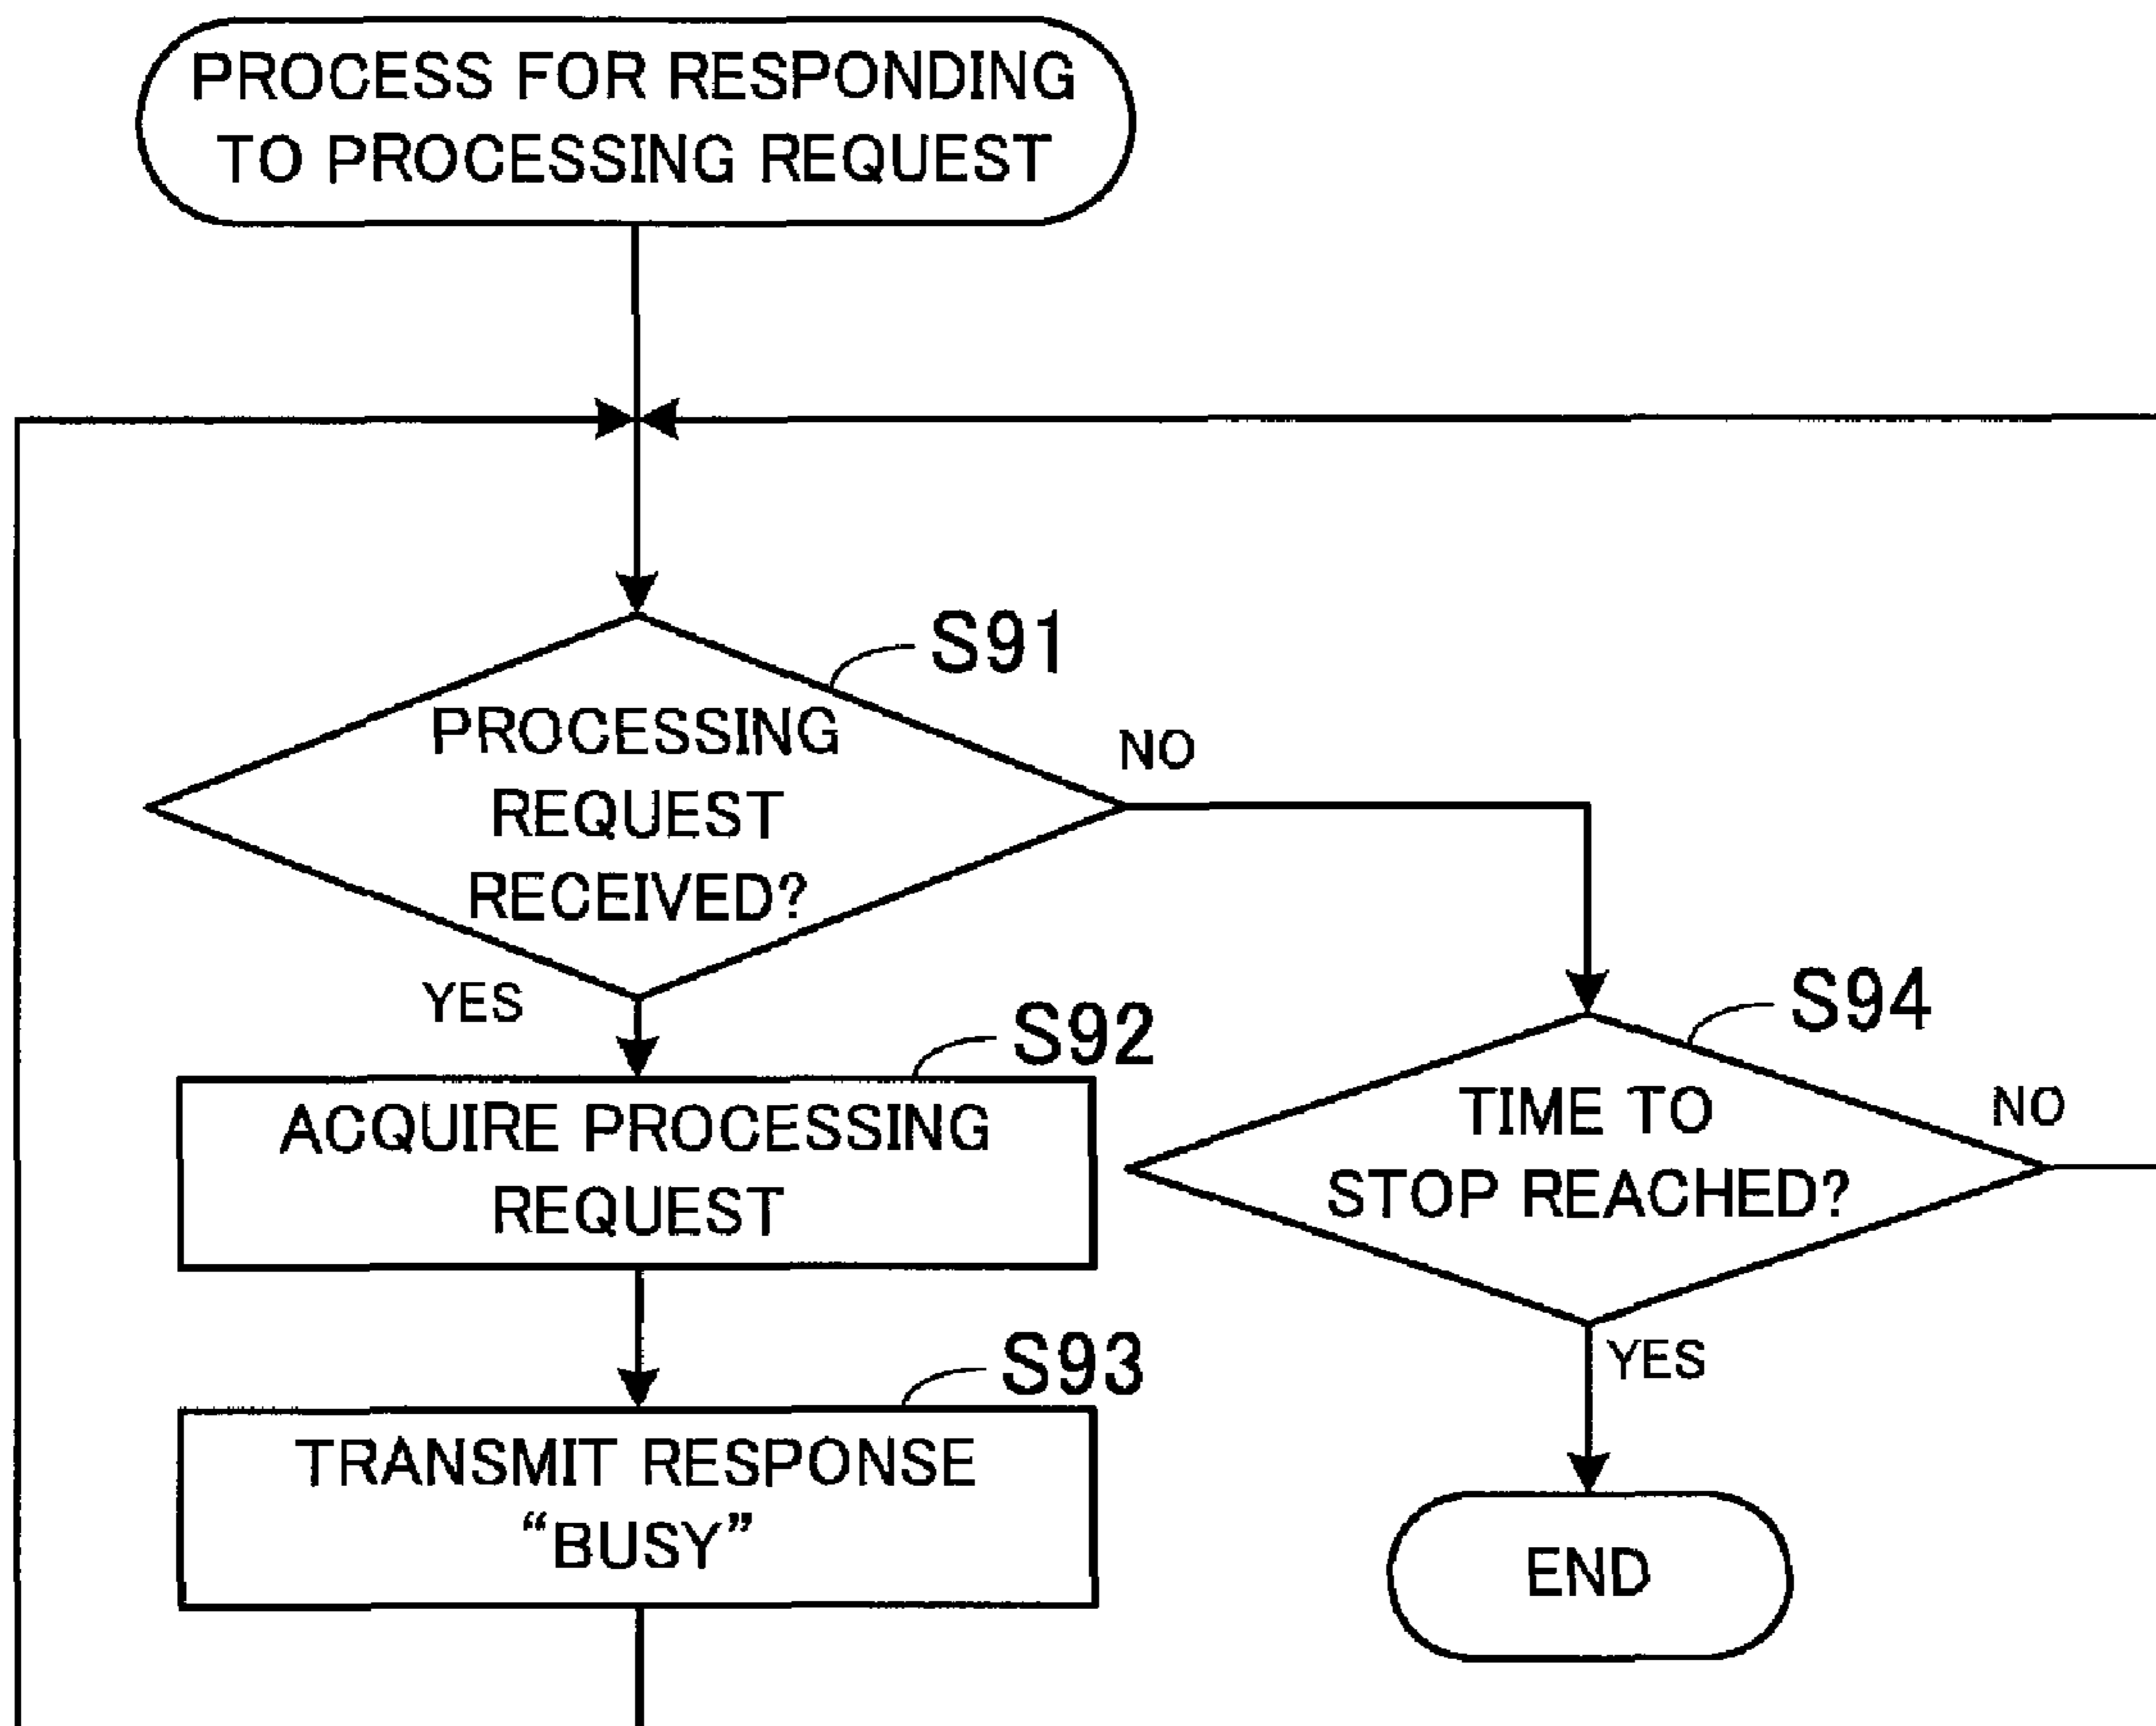 PROCESS FOR RESPONDING
TO PROCESSING REQUEST
S91
PROCESSING
REQUEST
RECEIVED?
NO
YES
S92
ACQUIRE PROCESSING
REQUEST
S93
TRANSMIT RESPONSE
“BUSY”
S94
TIME TO
STOP REACHED?
NO
YES
END